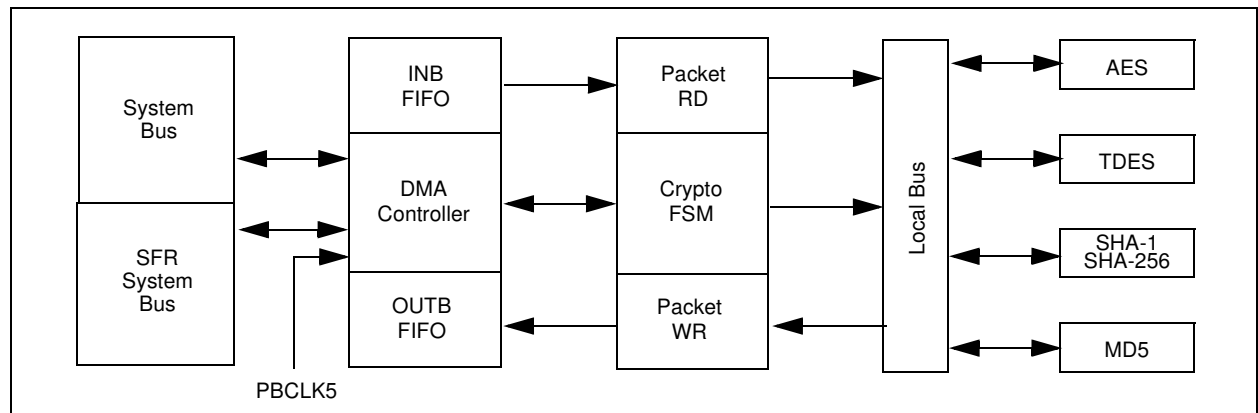 System
Bus
SFR
System
Bus
INB
FIFO
DMA
Controller
OUTB
FIFO
PBCLK5
Packet
RD
Crypto
FSM
Packet
WR
Local Bus
AES
TDES
SHA-1
SHA-256
MD5